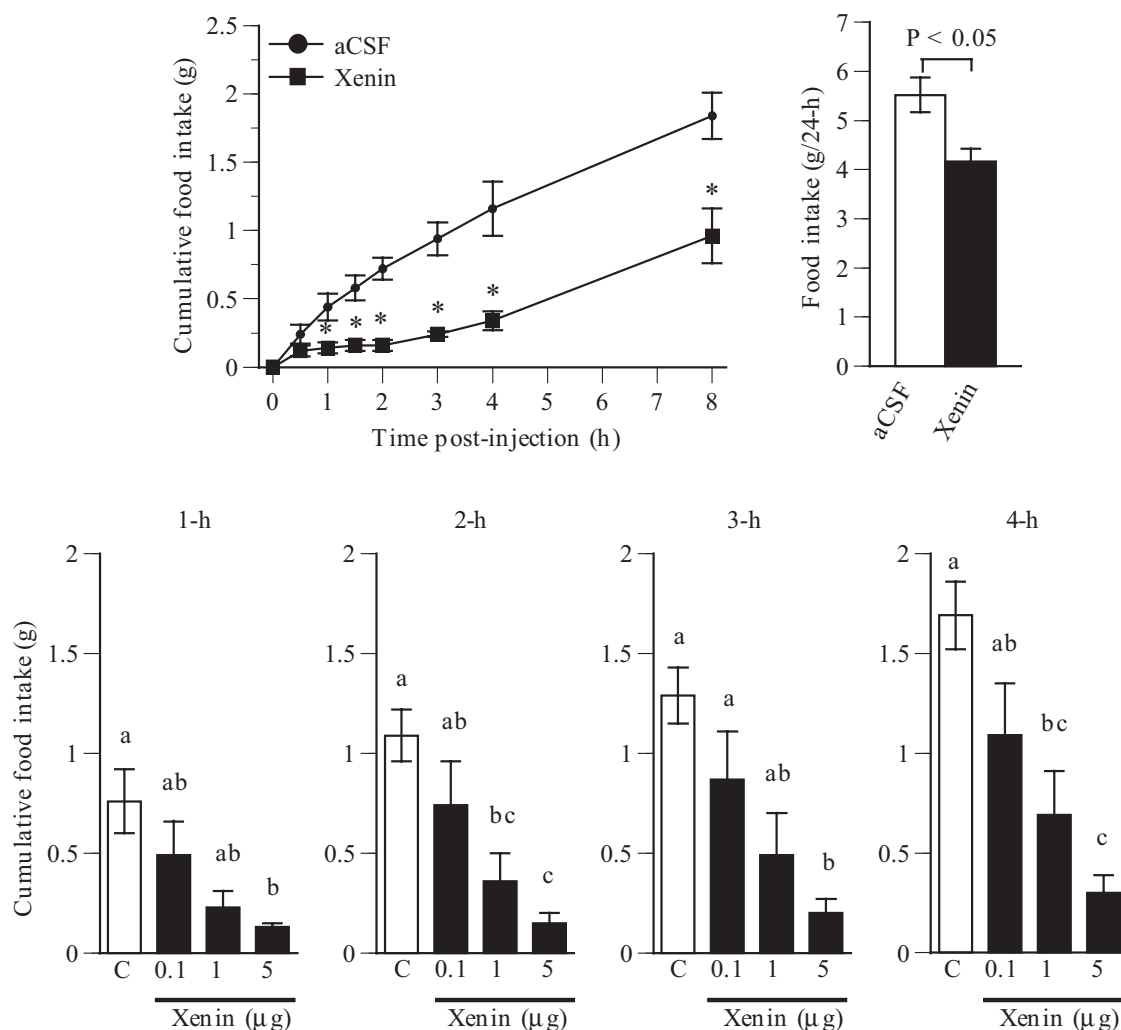 2.5
2
1.5
1
0.5
0
Cumulative food intake (g)
aCSF
Xenin
* * * * * *
0 1 2 3 4 5 6 7 8
Time post-injection (h)
7
6
5
4
3
2
1
0
Food intake (g/24-h)
P < 0.05
aCSF Xenin
1-h 2-h 3-h 4-h
Cumulative food intake (g)
2
1.5
1
0.5
0
a ab ab b
C 0.1 1 5
Xenin (μg)
2
1.5
1
0.5
0
a ab bc c
C 0.1 1 5
Xenin (μg)
2
1.5
1
0.5
0
a a ab b
C 0.1 1 5
Xenin (μg)
2
1.5
1
0.5
0
a ab bc c
C 0.1 1 5
Xenin (μg)